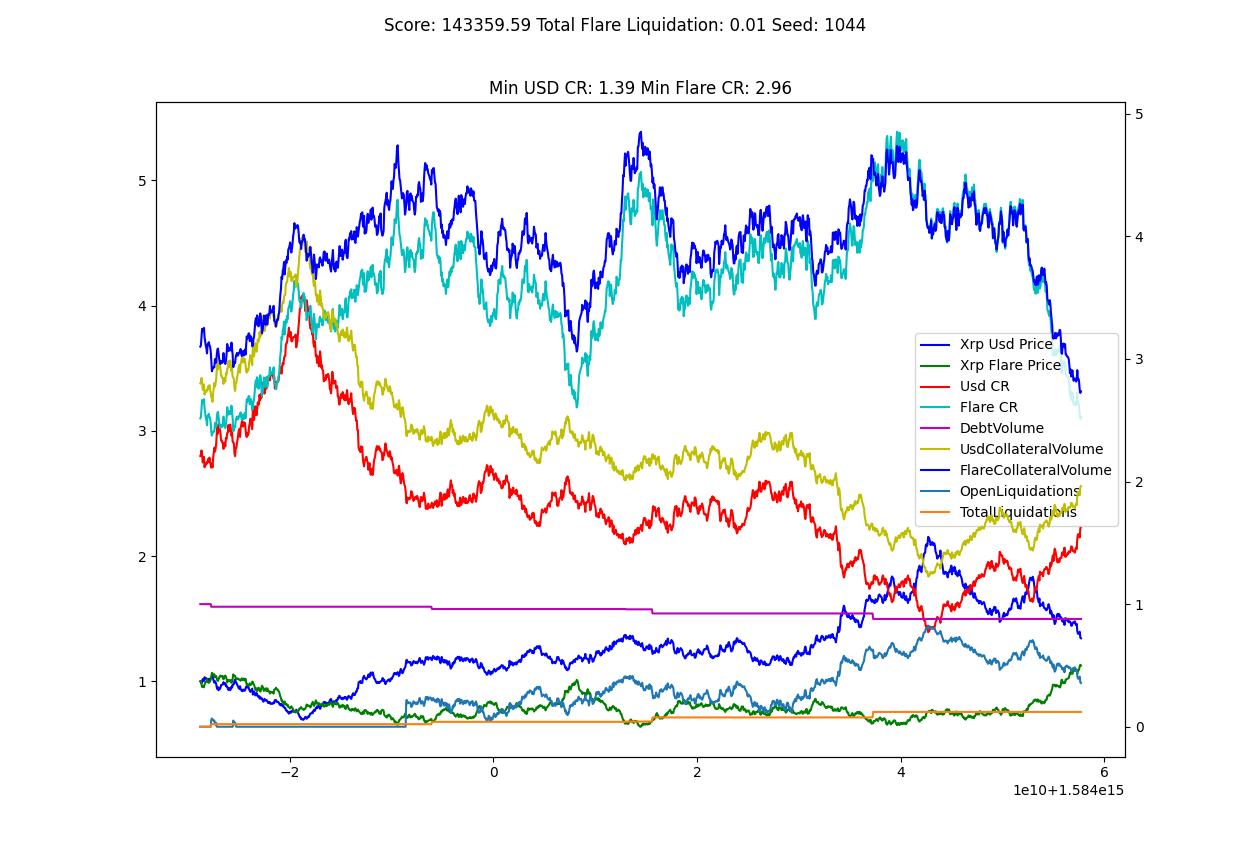 Score: 143359.59 Total Flare Liquidation: 0.01 Seed: 1044
Min USD CR: 1.39 Min Flare CR: 2.96
5
4
3
2
1
5
4
3
2
1
0
Xrp Usd Price
Xrp Flare Price
Usd CR
Flare CR
DebtVolume
UsdCollateralVolume
FlareCollateralVolume
OpenLiquidations
TotalLiquidations
−2 0 2 4 6
1e10+1.584e15